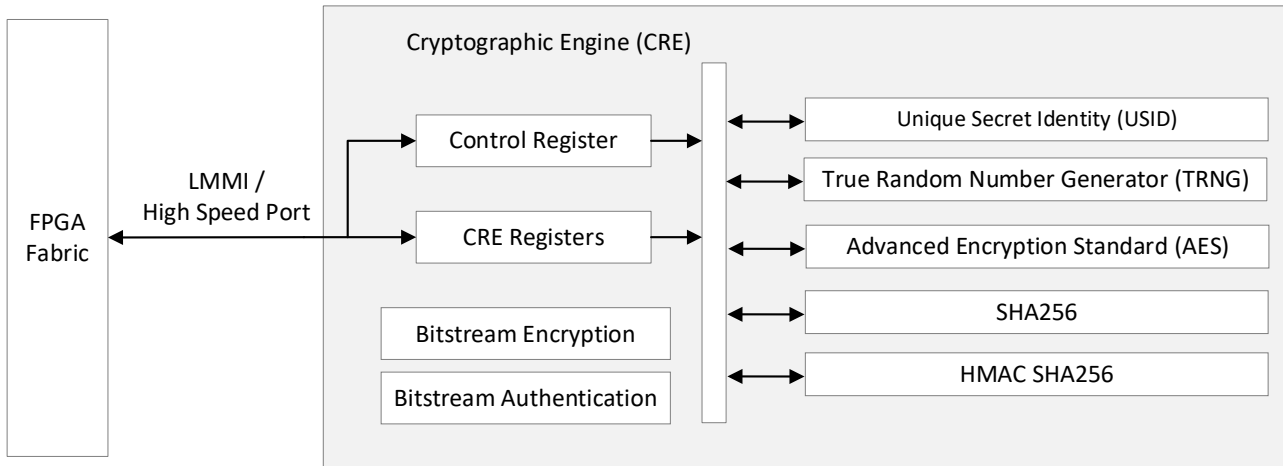 Cryptographic Engine (CRE)
FPGA
Fabric
LMMI /
High Speed Port
Control Register
CRE Registers
Bitstream Encryption
Bitstream Authentication
Unique Secret Identity (USID)
True Random Number Generator (TRNG)
Advanced Encryption Standard (AES)
SHA256
HMAC SHA256